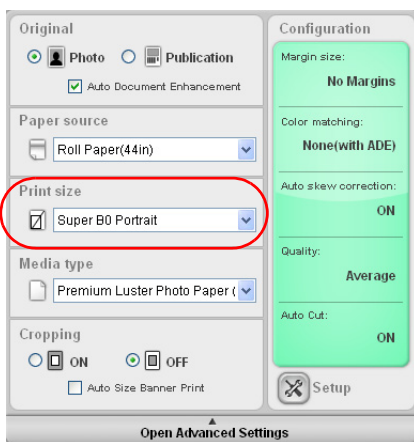 Original
Photo
Publication
Auto Document Enhancement
Paper source
Roll Paper(44in)
Print size
Super B0 Portrait
Media type
Premium Luster Photo Paper (
Cropping
ON
OFF
Auto Size Banner Print
Configuration
Margin size:
No Margins
Color matching:
None(with ADE)
Auto skew correction:
ON
Quality:
Average
Auto Cut:
ON
Setup
Open Advanced Settings